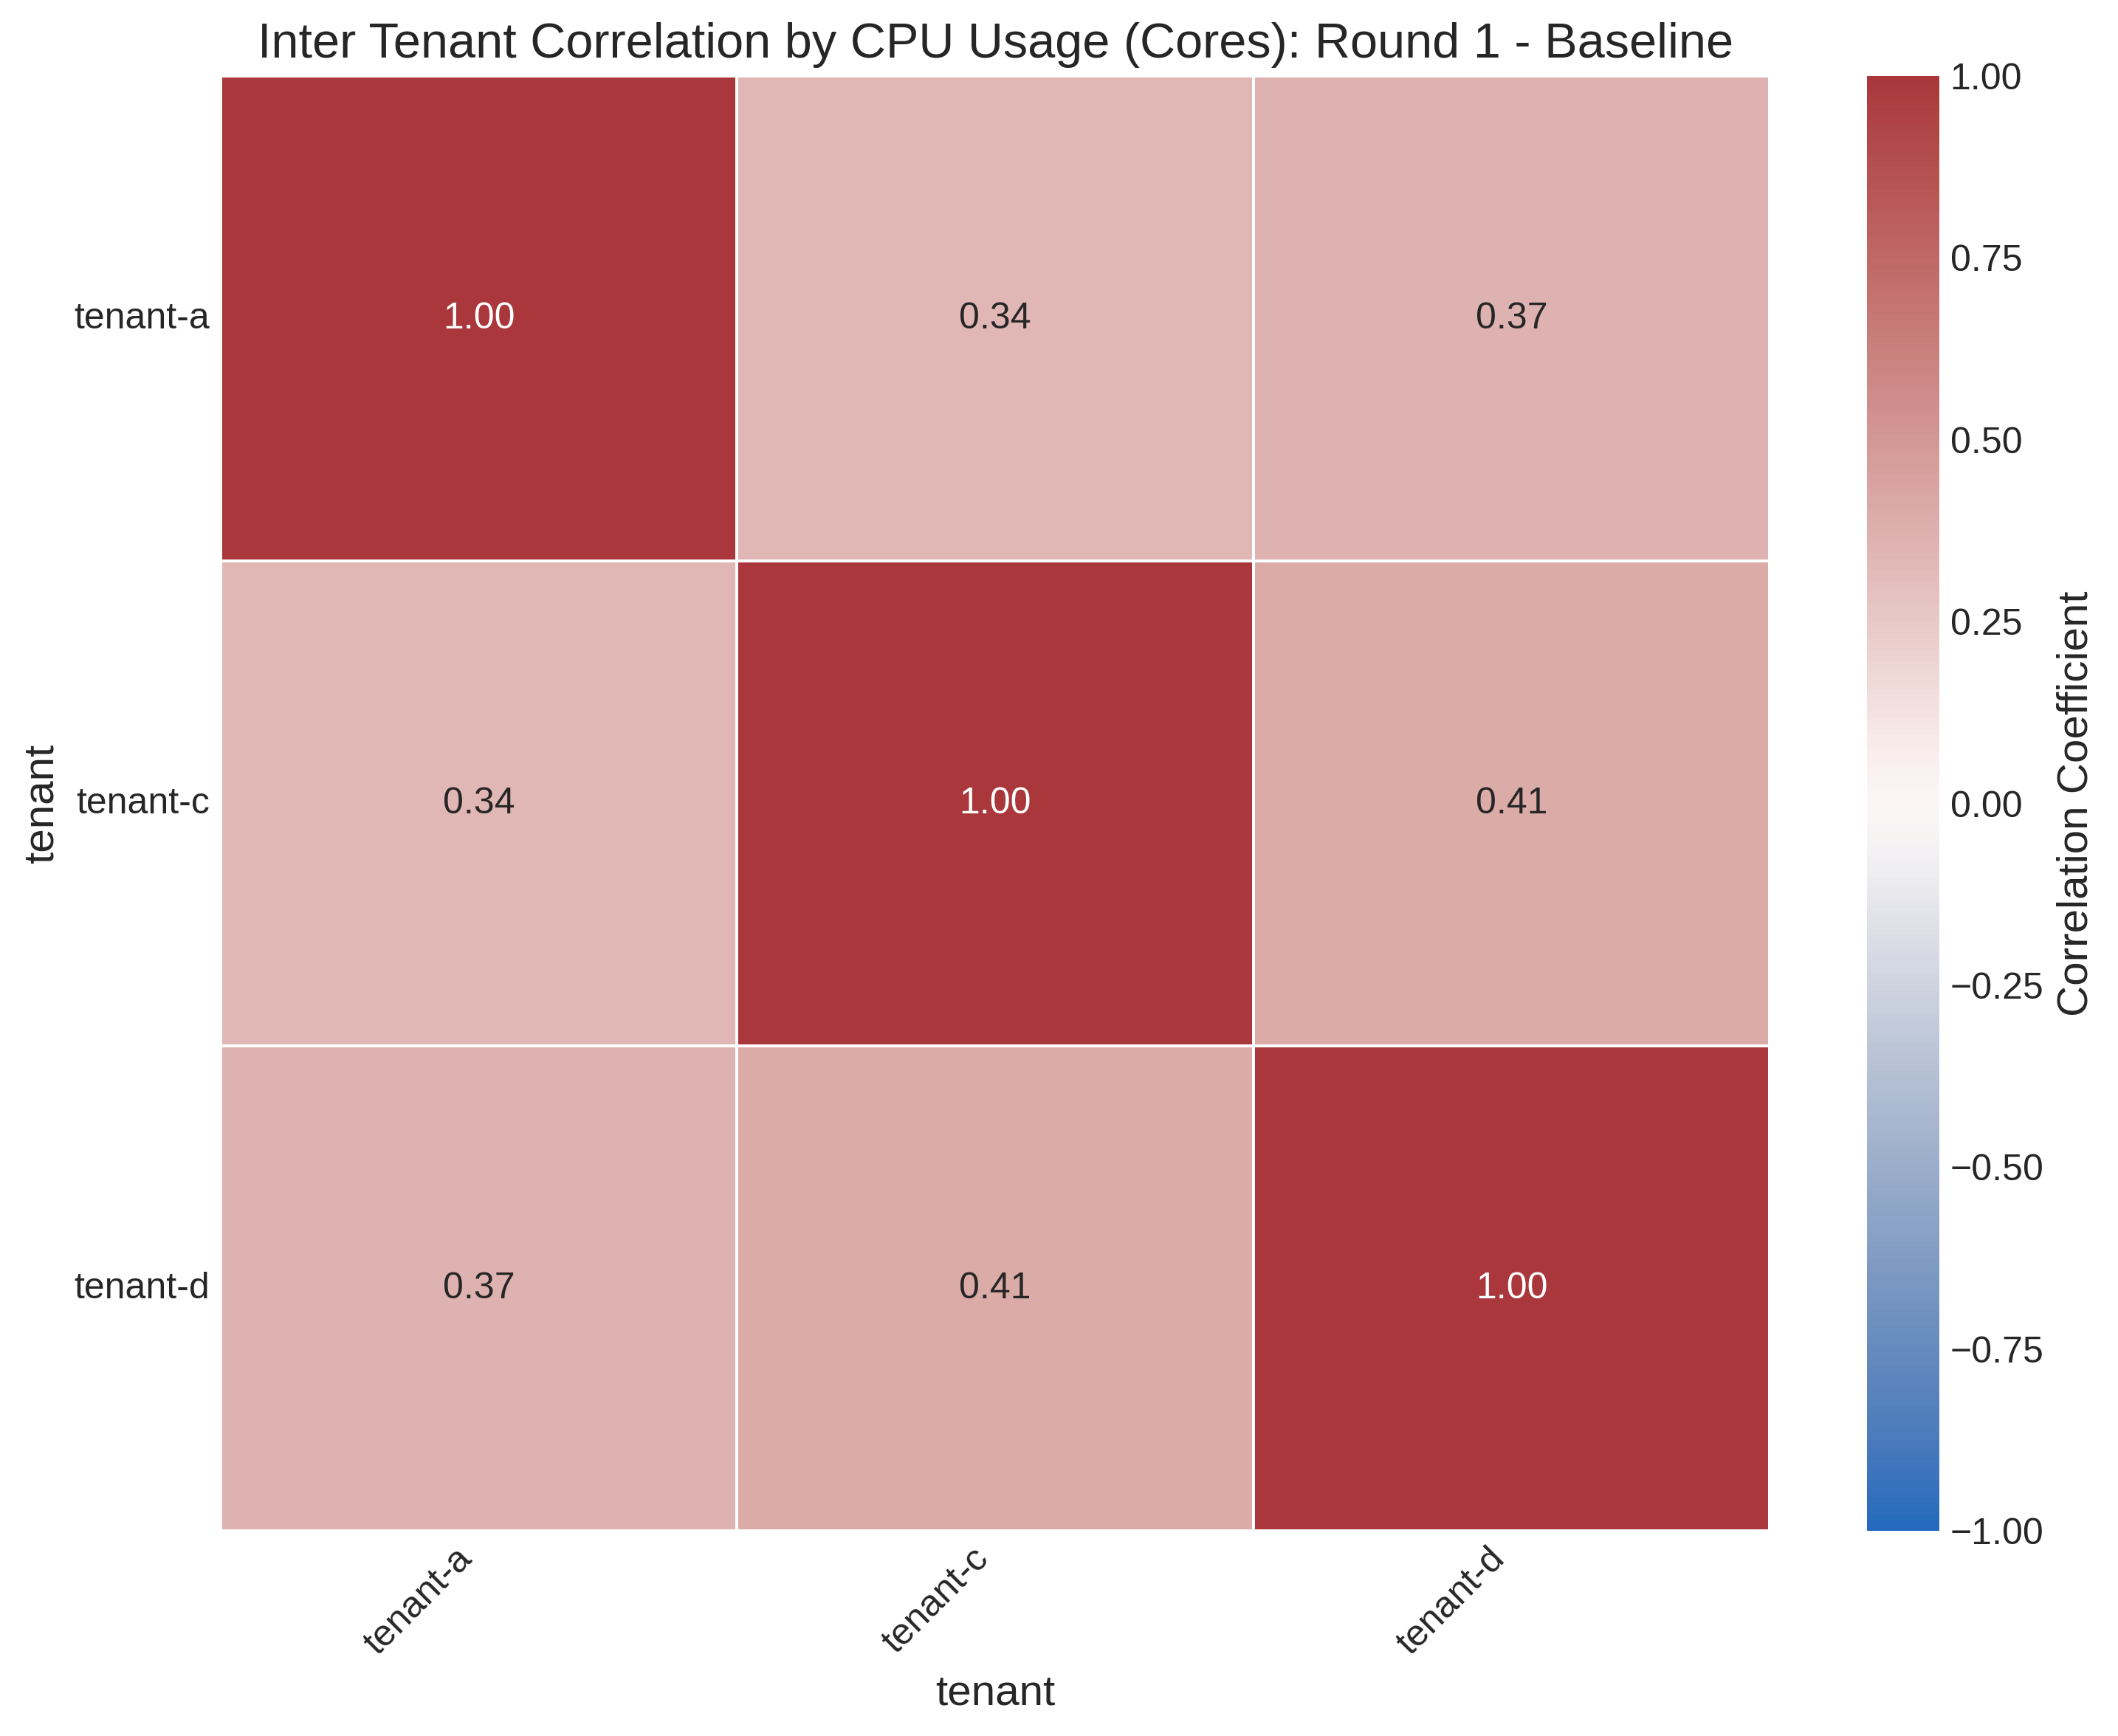 Inter Tenant Correlation by CPU Usage (Cores): Round 1 - Baseline
tenant
tenant-a
1.00
0.34
0.37
tenant-c
0.34
1.00
0.41
tenant-d
0.37
0.41
1.00
tenant-a
tenant-c
tenant-d
tenant
1.00
0.75
0.50
0.25
0.00
−0.25
−0.50
−0.75
−1.00
Correlation Coefficient